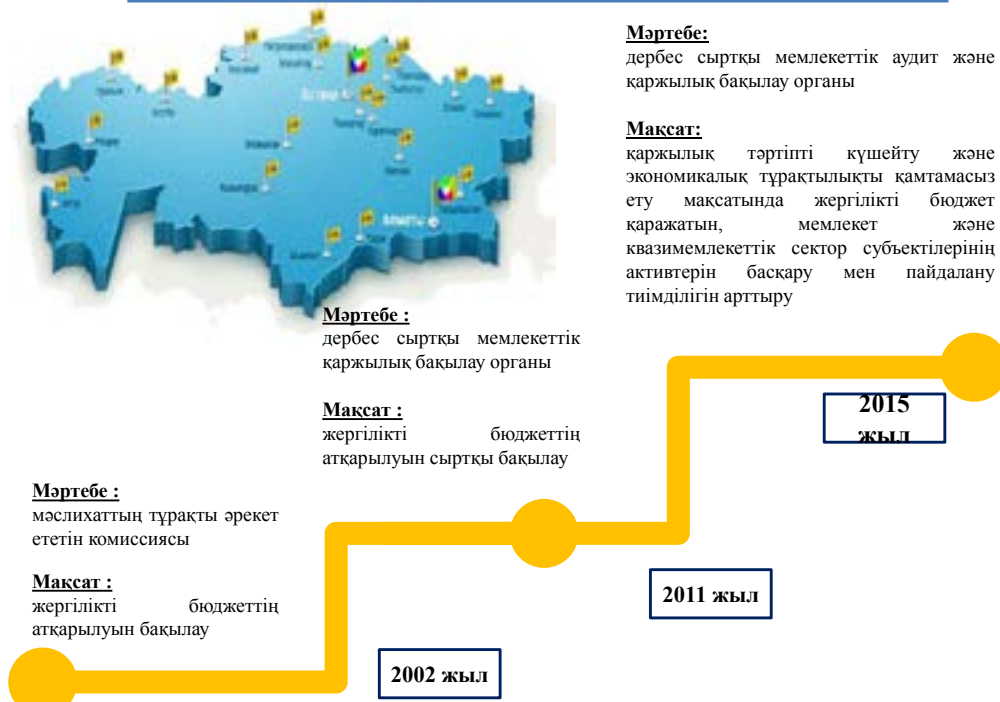 Мәртебе:
дербес сыртқы мемлекеттік аудит және
қаржылық бақылау органы
Мақсат:
қаржылық тәртіпті күшейту және
экономикалық тұрақтылықты қамтамасыз
ету мақсатында жергілікті бюджет
қаражатын, мемлекет және
квазимемлекеттік сектор субъектілерінің
активтерін басқару мен пайдалану
тиімділігін арттыру
Мәртебе :
дербес сыртқы мемлекеттік
қаржылық бақылау органы
Мақсат :
жергілікті бюджеттің
атқарылуын сыртқы бақылау
2015
жыл
Мәртебе :
мәслихаттың тұрақты әрекет
ететін комиссиясы
Мақсат :
жергілікті бюджеттің
атқарылуын бақылау
2011 жыл
2002 жыл